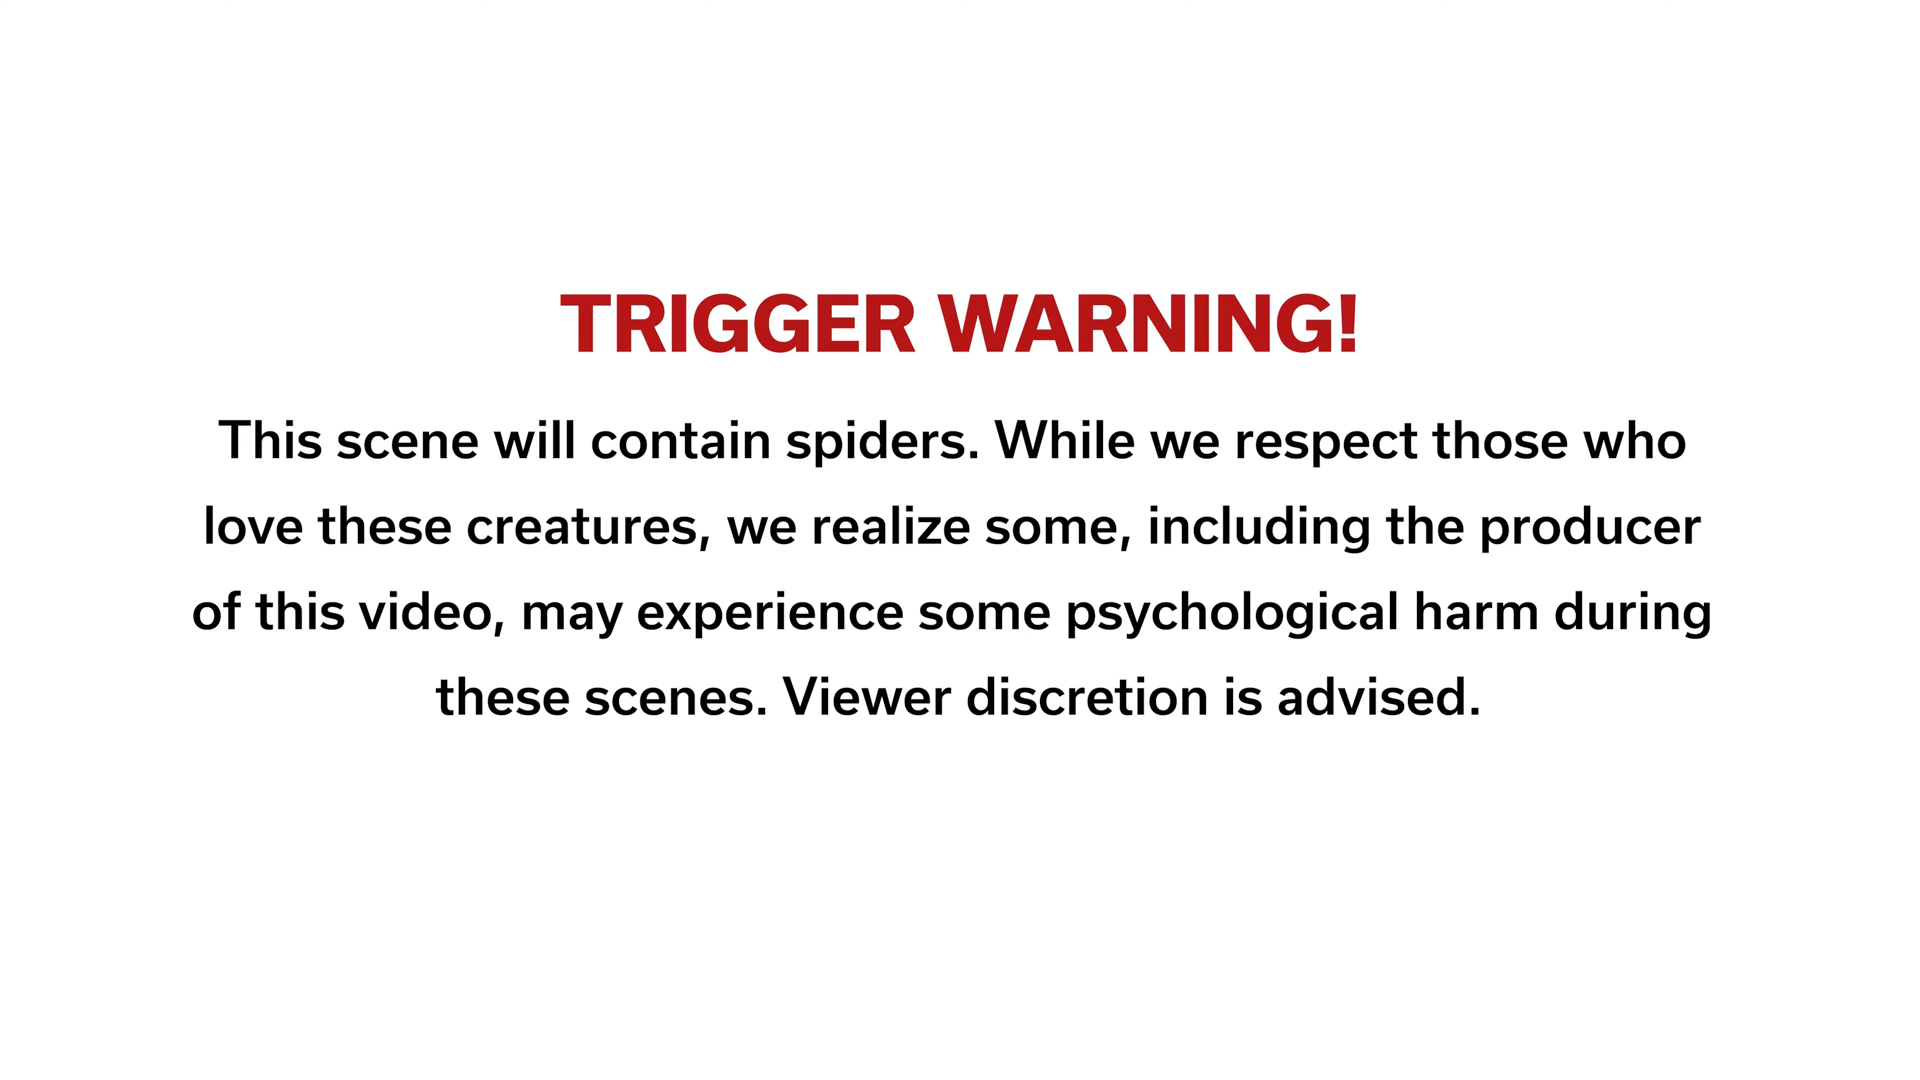 TRIGGER WARNING!
This scene will contain spiders. While we respect those who
love these creatures, we realize some, including the producer
of this video, may experience some psychological harm during
these scenes. Viewer discretion is advised.